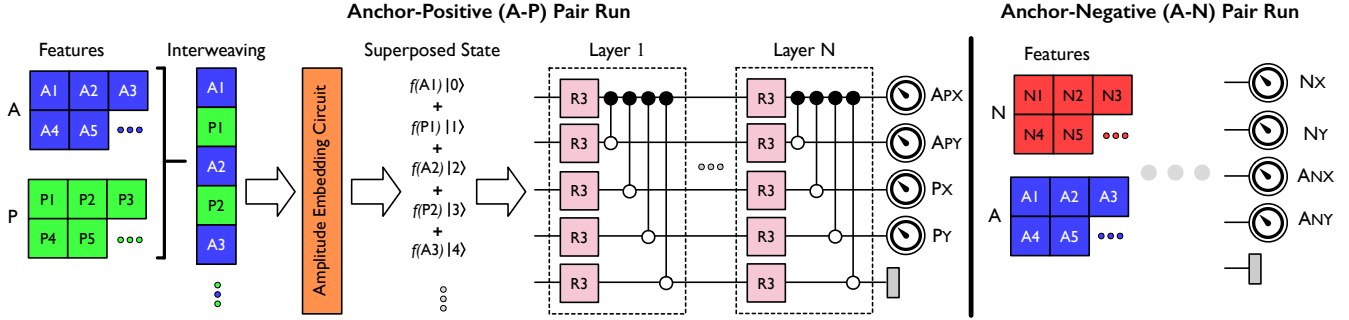 Anchor-Positive (A-P) Pair Run
Anchor-Negative (A-N) Pair Run
Features
Interweaving
Superposed State
Layer 1
Layer N
Features
A
A1 A2 A3
A4 A5
P
P1 P2 P3
P4 P5
A1
P1
A2
P2
A3
Amplitude Embedding Circuit
f(A1) |0⟩
+
f(P1) |1⟩
+
f(A2) |2⟩
+
f(P2) |3⟩
+
f(A3) |4⟩
R3
R3
R3
R3
R3
R3
R3
R3
R3
R3
APX
APY
PX
PY
N
N1 N2 N3
N4 N5
A
A1 A2 A3
A4 A5
NX
NY
ANX
ANY